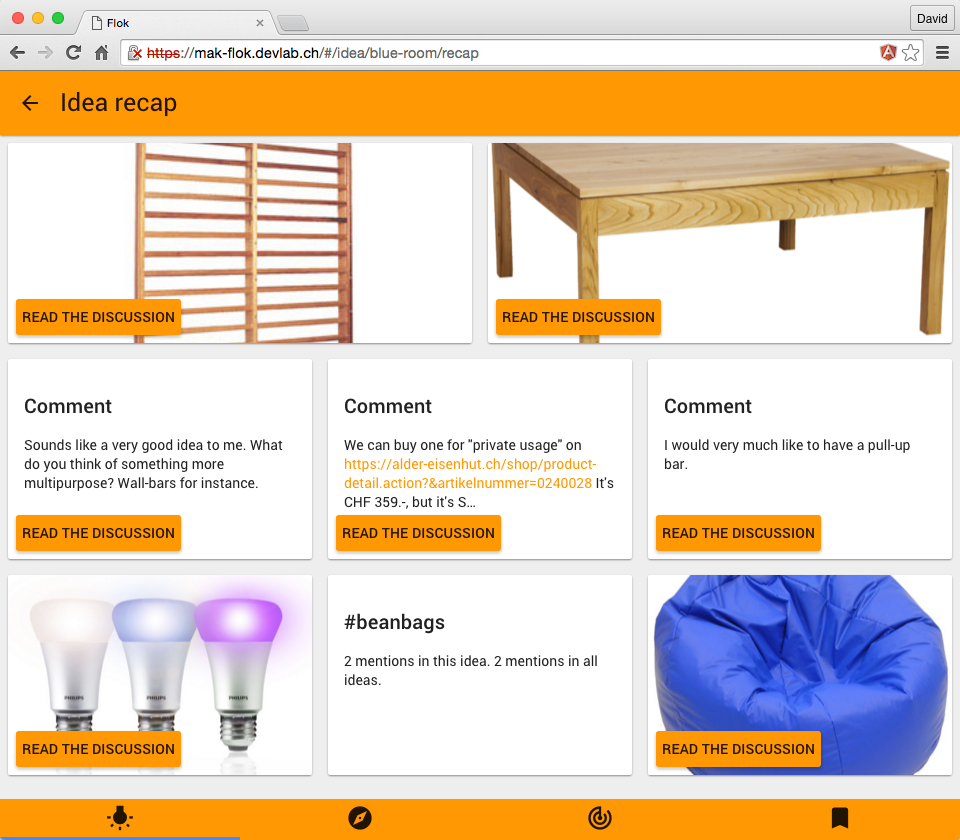 Flok
David
https://mak-flok.devlab.ch/#/idea/blue-room/recap
Idea recap
READ THE DISCUSSION
READ THE DISCUSSION
Comment
Sounds like a very good idea to me. What
do you think of something more
multipurpose? Wall-bars for instance.
READ THE DISCUSSION
Comment
We can buy one for "private usage" on
https://alder-eisenhut.ch/shop/product-
detail.action?&artikelnummer=0240028 It's
CHF 359.-, but it's S...
READ THE DISCUSSION
Comment
I would very much like to have a pull-up
bar.
READ THE DISCUSSION
PHILIPS
PHILIPS
PHILIPS
READ THE DISCUSSION
#beanbags
2 mentions in this idea. 2 mentions in all
ideas.
READ THE DISCUSSION